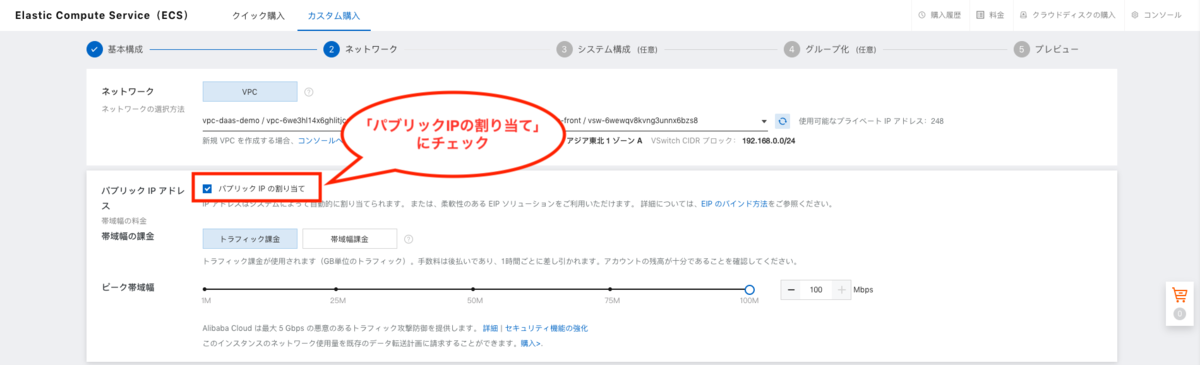 Elastic Compute Service（ECS） クイック購入 カスタム購入 購入履歴 料金 クラウドディスクの購入 コンソール
基本構成 2 ネットワーク 3 システム構成（任意） 4 グループ化（任意） 5 プレビュー
ネットワーク VPC
ネットワークの選択方法
vpc-daas-demo / vpc-6we3hl14x6ghlitjc -front / vsw-6wewqv8kvng3unnx6bzs8 使用可能なプライベート IP アドレス: 248
新規 VPC を作成する場合、コンソールへ アジア東北 1 ゾーン A VSwitch CIDR ブロック： 192.168.0.0/24
「パブリックIPの割り当て」
にチェック
パブリック IP アドレス
パブリック IP の割り当て
IP アドレスはシステムによって自動的に割り当てられます。 または、柔軟性のある EIP ソリューションをご利用いただけます。 詳細については、EIP のバインド方法をご参照ください。
帯域幅の料金
帯域幅の課金 トラフィック課金 帯域幅課金
トラフィック課金が使用されます（GB単位のトラフィック）。手数料は後払いであり、1時間ごとに差し引かれます。アカウントの残高が十分であることを確認してください。
ピーク帯域幅 100 Mbps
1M 25M 50M 75M 100M
Alibaba Cloud は最大 5 Gbps の悪意のあるトラフィック攻撃防御を提供します。 詳細 | セキュリティ機能の強化
このインスタンスのネットワーク使用量を既存のデータ転送計画に請求することができます。購入>.
0